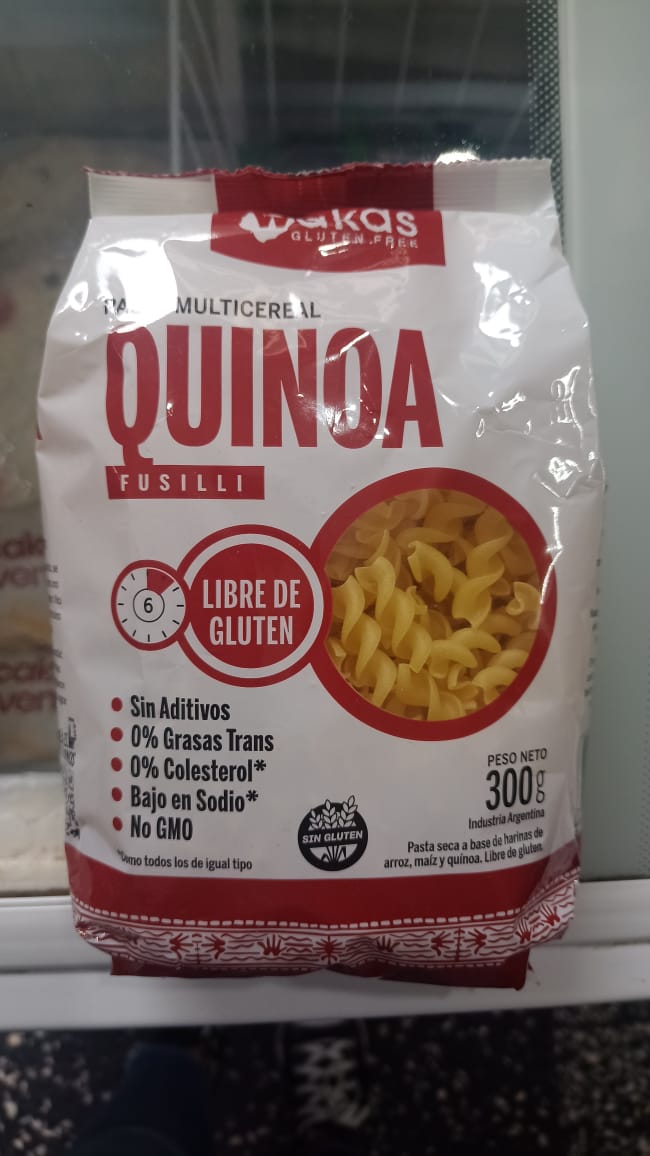 Wakas
GLUTEN FREE
PASTA MULTICEREAL
QUINOA
FUSILLI
6
LIBRE DE
GLUTEN
Sin Aditivos
0% Grasas Trans
0% Colesterol*
Bajo en Sodio*
No GMO
*Como todos los de igual tipo
SIN GLUTEN
PESO NETO
300g
Industria Argentina
Pasta seca a base de harinas de
arroz, maíz y quinoa. Libre de gluten.